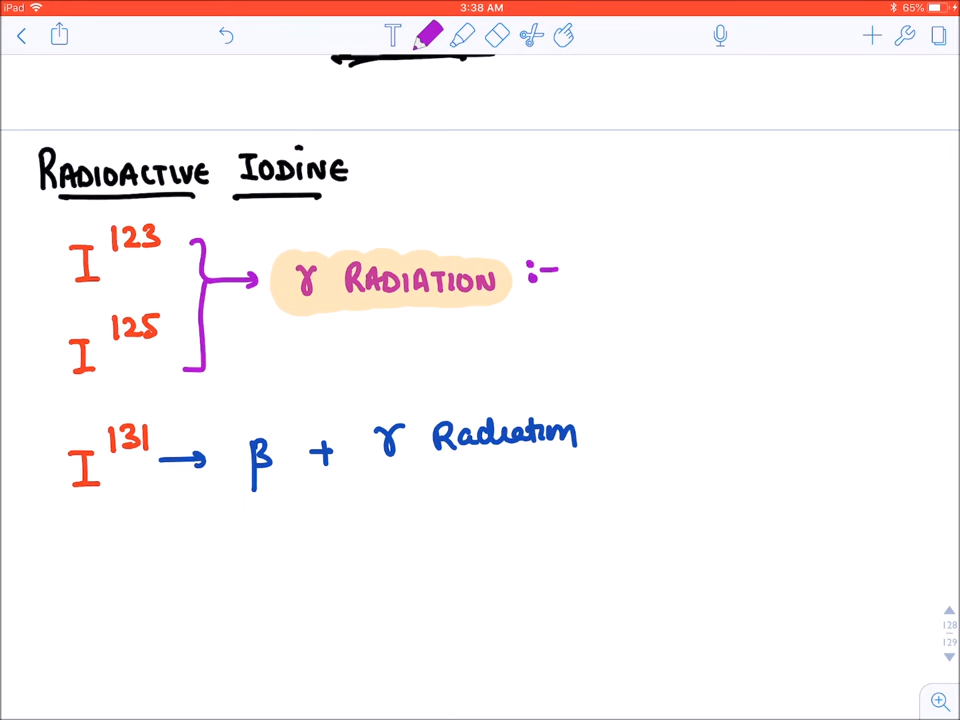 iPad 3:38 AM 65%
T
RADIOACTIVE IODINE
I 123
γ RADIATION :-
I 125
I 131 → β + γ Radiation
128
129